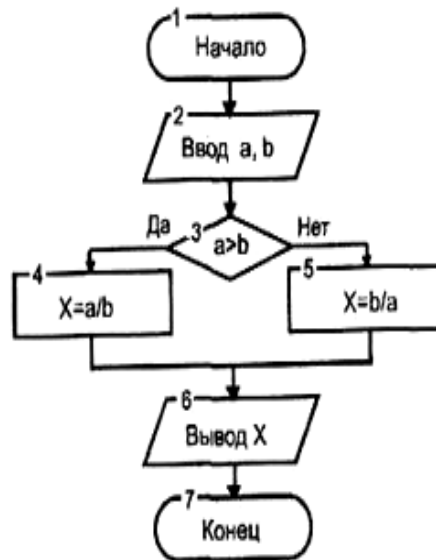 1
Начало
2
Ввод a, b
Да
3
a>b
Нет
4
X=a/b
5
X=b/a
6
Вывод X
7
Конец